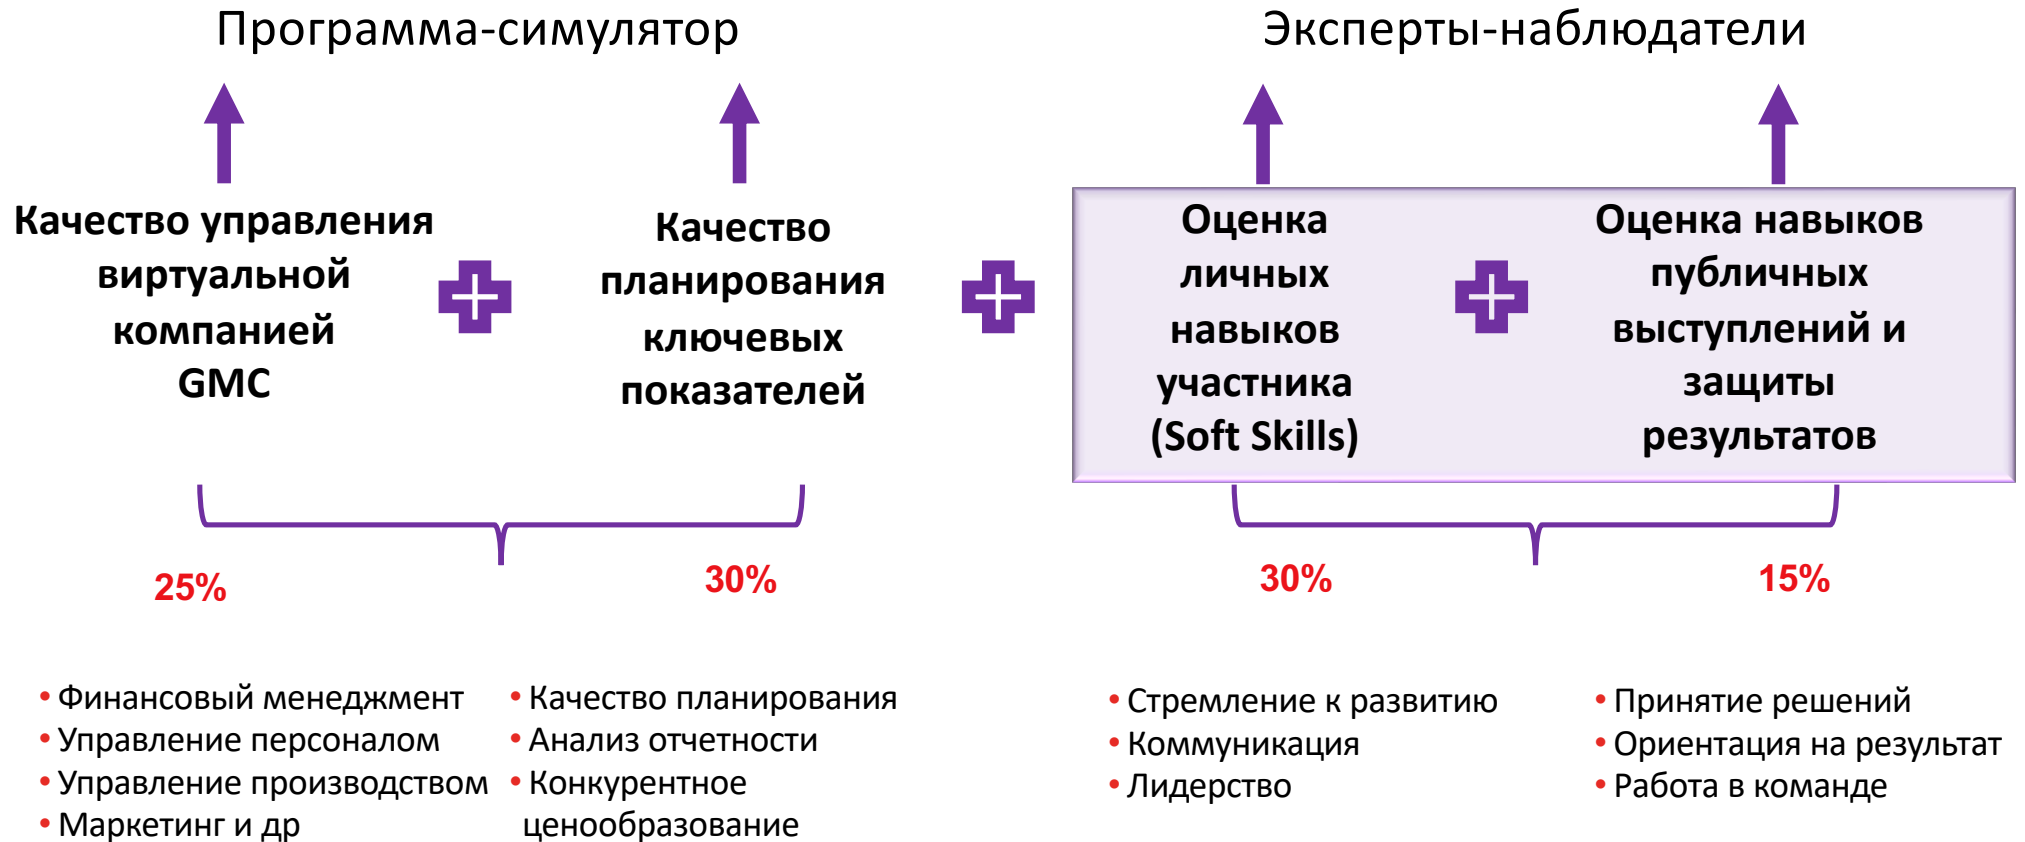 Программа-симулятор
Эксперты-наблюдатели
Качество управления
виртуальной
компанией
GMC
Качество
планирования
ключевых
показателей
Оценка
личных
навыков
участника
(Soft Skills)
Оценка навыков
публичных
выступлений и
защиты
результатов
25%
30%
30%
15%
• Финансовый менеджмент
• Управление персоналом
• Управление производством
• Маркетинг и др
• Качество планирования
• Анализ отчетности
• Конкурентное
ценообразование
• Стремление к развитию
• Коммуникация
• Лидерство
• Принятие решений
• Ориентация на результат
• Работа в команде